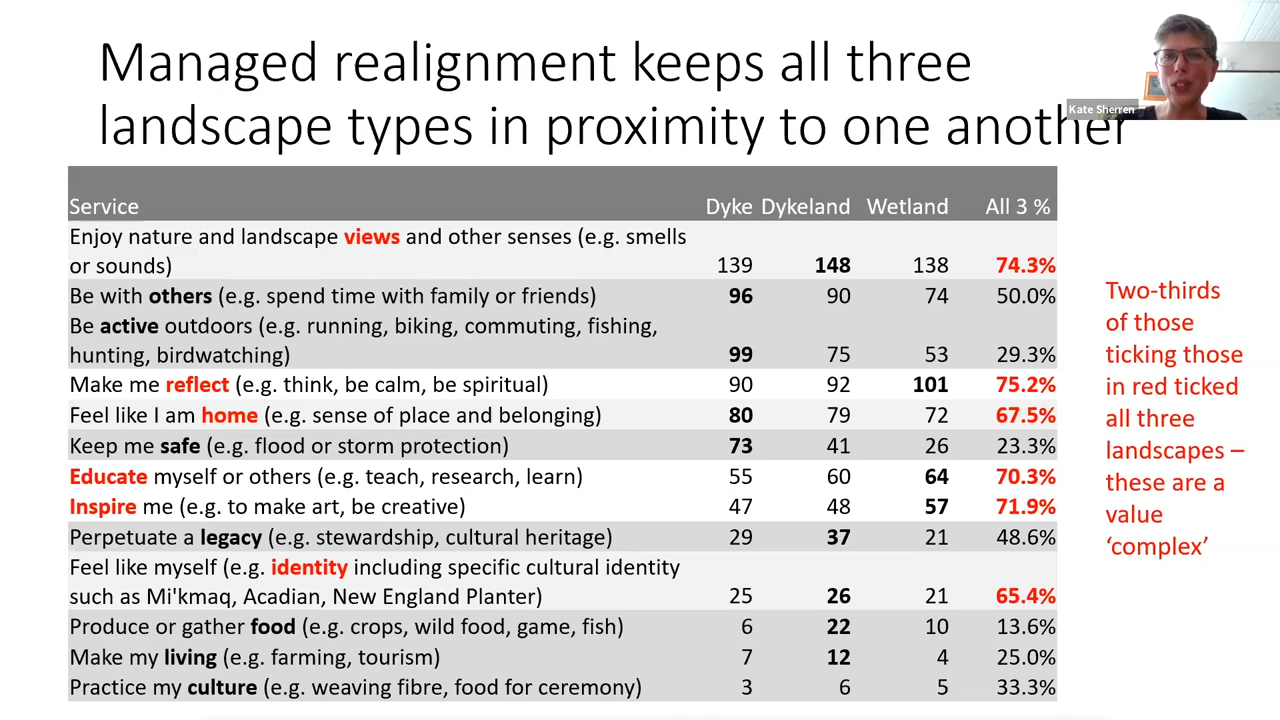 Managed realignment keeps all three
landscape types in proximity to one another
Kate Sherren
Service Dyke Dykeland Wetland All 3 %
Enjoy nature and landscape views and other senses (e.g. smells
or sounds) 139 148 138 74.3%
Be with others (e.g. spend time with family or friends) 96 90 74 50.0%
Be active outdoors (e.g. running, biking, commuting, fishing,
hunting, birdwatching) 99 75 53 29.3%
Make me reflect (e.g. think, be calm, be spiritual) 90 92 101 75.2%
Feel like I am home (e.g. sense of place and belonging) 80 79 72 67.5%
Keep me safe (e.g. flood or storm protection) 73 41 26 23.3%
Educate myself or others (e.g. teach, research, learn) 55 60 64 70.3%
Inspire me (e.g. to make art, be creative) 47 48 57 71.9%
Perpetuate a legacy (e.g. stewardship, cultural heritage) 29 37 21 48.6%
Feel like myself (e.g. identity including specific cultural identity
such as Mi'kmaq, Acadian, New England Planter) 25 26 21 65.4%
Produce or gather food (e.g. crops, wild food, game, fish) 6 22 10 13.6%
Make my living (e.g. farming, tourism) 7 12 4 25.0%
Practice my culture (e.g. weaving fibre, food for ceremony) 3 6 5 33.3%
Two-thirds
of those
ticking those
in red ticked
all three
landscapes –
these are a
value
‘complex’